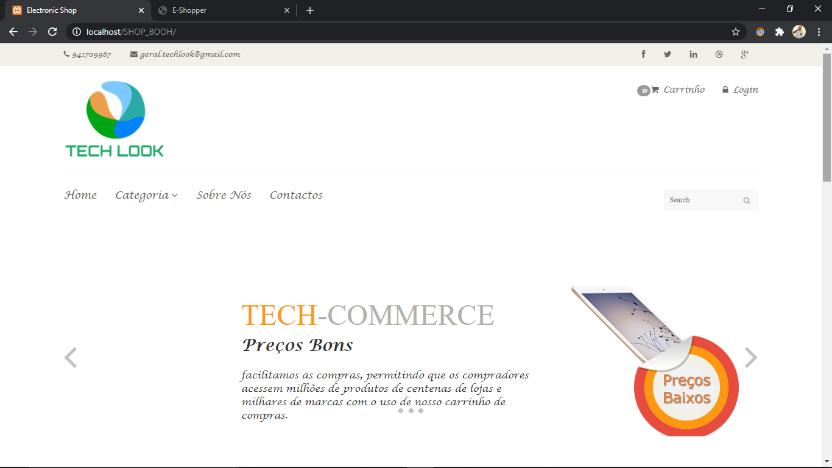 Electronic Shop
E-Shopper
localhost/SHOP_BOOH/
941709987
geral.techlook@gmail.com
0 Carrinho
Login
TECH LOOK
Home
Categoria
Sobre Nós
Contactos
Search
TECH-COMMERCE
Preços Bons
facilitamos as compras, permitindo que os compradores
acessem milhões de produtos de centenas de lojas e
milhares de marcas com o uso de nosso carrinho de
compras.
Preços
Baixos